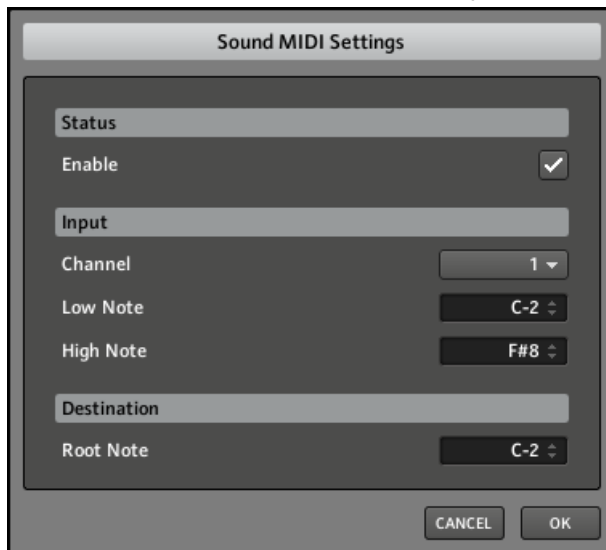 Sound MIDI Settings
Status
Enable
Input
Channel 1
Low Note C-2
High Note F#8
Destination
Root Note C-2
CANCEL OK